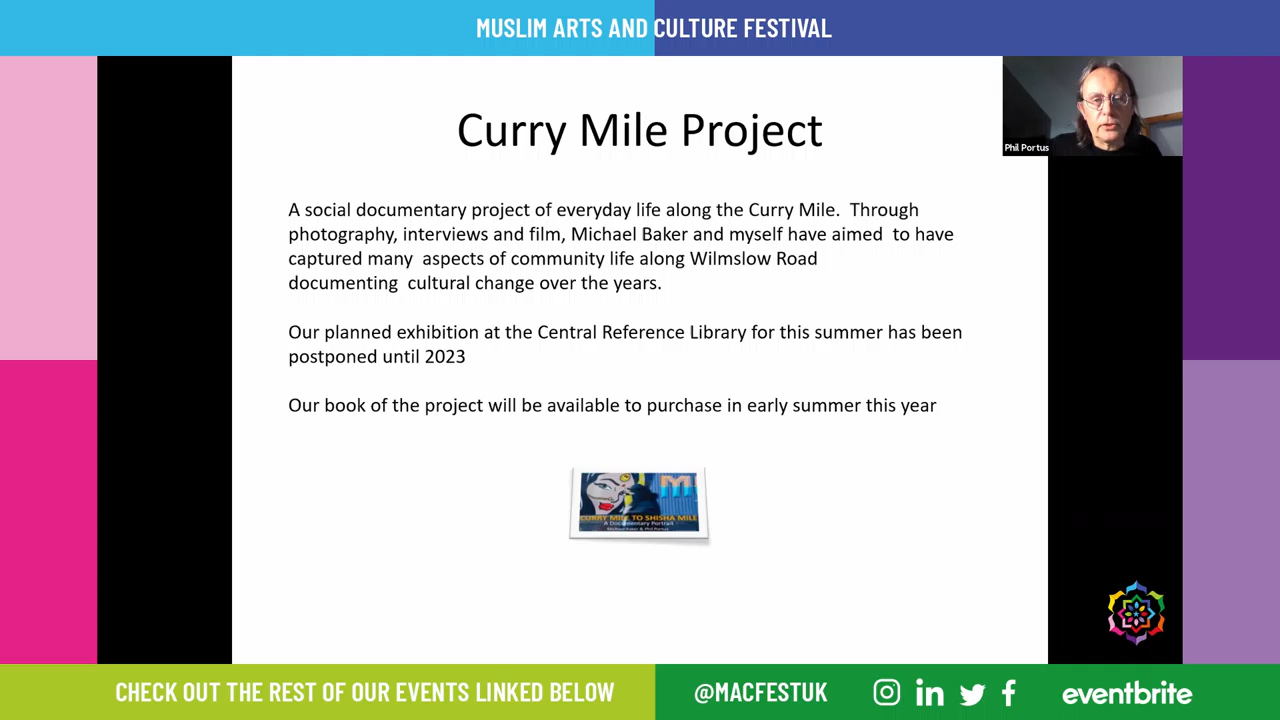 MUSLIM ARTS AND CULTURE FESTIVAL
Curry Mile Project
Phil Portus
A social documentary project of everyday life along the Curry Mile. Through
photography, interviews and film, Michael Baker and myself have aimed to have
captured many aspects of community life along Wilmslow Road
documenting cultural change over the years.
Our planned exhibition at the Central Reference Library for this summer has been
postponed until 2023
Our book of the project will be available to purchase in early summer this year
M
CURRY MILE TO SHISHA MILE
A Documentary Portrait
Michael Baker & Phil Portus
CHECK OUT THE REST OF OUR EVENTS LINKED BELOW
@MACFESTUK
eventbrite